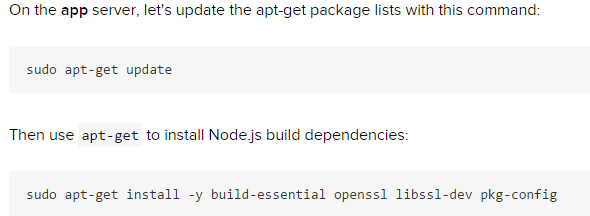 On the app server, let's update the apt-get package lists with this command:
sudo apt-get update
Then use apt-get to install Node.js build dependencies:
sudo apt-get install -y build-essential openssl libssl-dev pkg-config